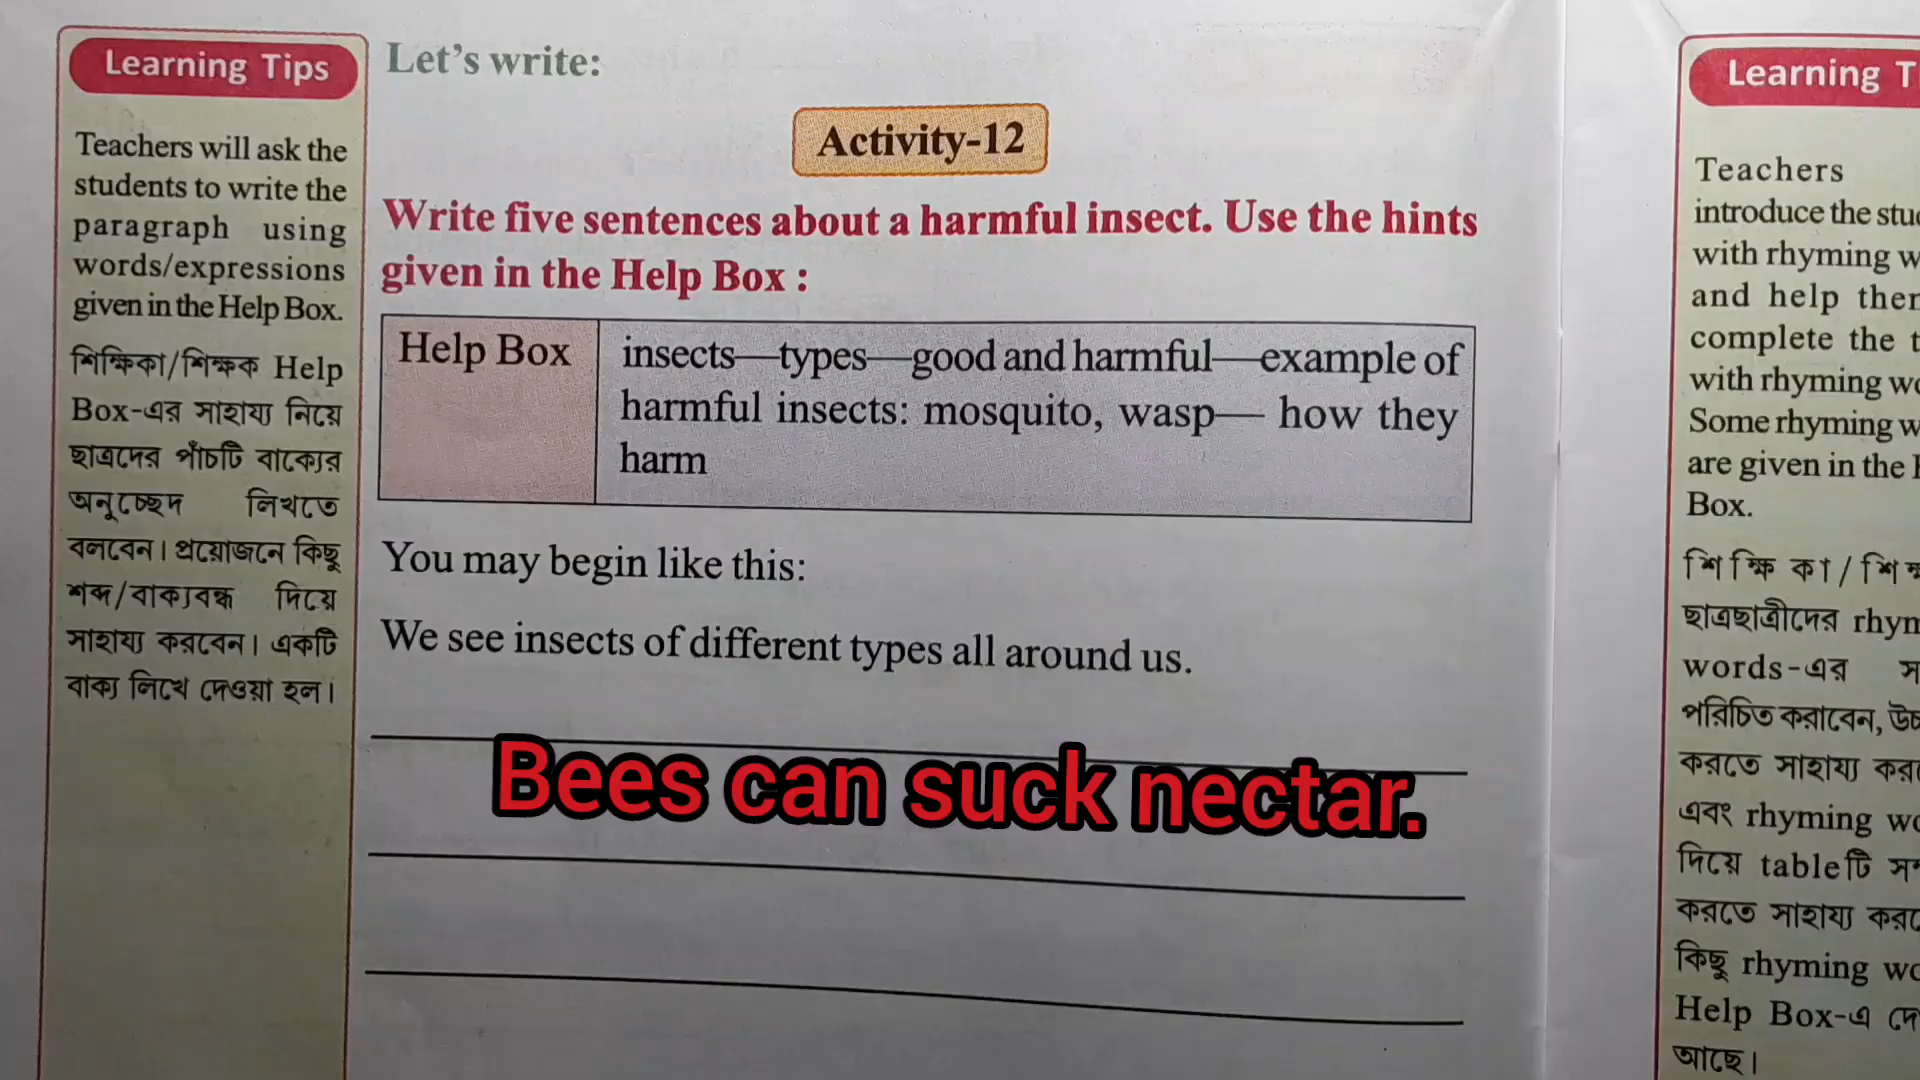 Learning Tips
Teachers will ask the
students to write the
paragraph using
words/expressions
given in the Help Box.
শিক্ষিকা/শিক্ষক Help
Box-এর সাহায্য নিয়ে
ছাত্রদের পাঁচটি বাক্যের
অনুচ্ছেদ লিখতে
বলবেন। প্রয়োজনে কিছু
শব্দ/বাক্যবন্ধ দিয়ে
সাহায্য করবেন। একটি
বাক্য লিখে দেওয়া হল।
Let's write:
Activity-12
Write five sentences about a harmful insect. Use the hints
given in the Help Box :
Help Box
insects—types—good and harmful—example of
harmful insects: mosquito, wasp— how they
harm
You may begin like this:
We see insects of different types all around us.
Bees can suck nectar.
Learning T
Teachers
introduce the
with rhyming
and help
complete the
with rhyming
Some rhyming
are given in the
Box.
ছাত্রছাত্রীদের
words-এর
পরিচিত করাবেন,
করতে সাহায্য
এবং rhyming
দিয়ে tableটি
করতে সাহায্য
কিছু rhyming
Help Box-এ
আছে।